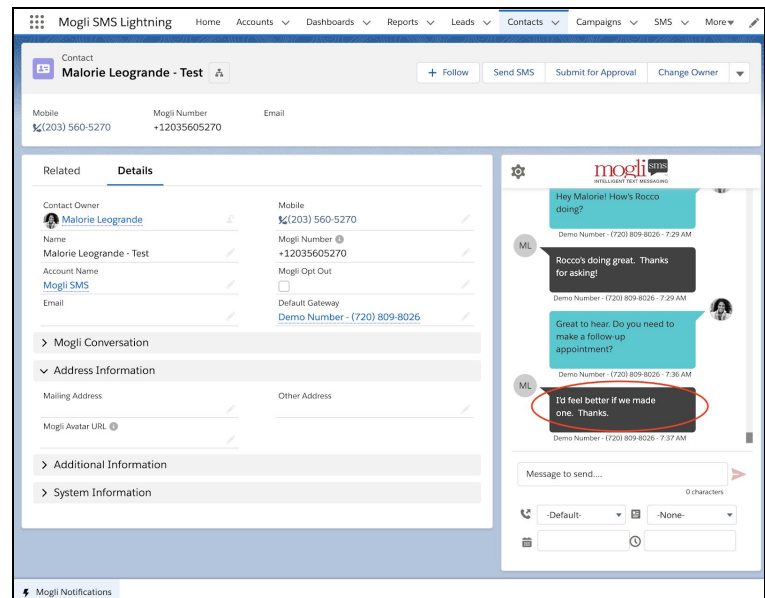 Mogli SMS Lightning Home Accounts Dashboards Reports Leads Contacts Campaigns SMS More
Contact
Malorie Leogrande - Test
+ Follow Send SMS Submit for Approval Change Owner
Mobile Mogli Number Email
(203) 560-5270 +12035605270
Related Details
Contact Owner Mobile
Malorie Leogrande (203) 560-5270
Name Mogli Number
Malorie Leogrande - Test +12035605270
Account Name Mogli Opt Out
Mogli SMS
Email Default Gateway
Demo Number - (720) 809-8026
Mogli Conversation
Address Information
Mailing Address Other Address
Mogli Avatar URL
Additional Information
System Information
mogli sms
INTELLIGENT TEXT MESSAGING
Hey Malorie! How's Rocco
doing?
Demo Number - (720) 809-8026 - 7:29 AM
ML
Rocco's doing great. Thanks
for asking!
Demo Number - (720) 809-8026 - 7:29 AM
Great to hear. Do you need to
make a follow-up
appointment?
Demo Number - (720) 809-8026 - 7:36 AM
ML
I'd feel better if we made
one. Thanks.
Demo Number - (720) 809-8026 - 7:37 AM
Message to send....
0 characters
-Default- -None-
Mogli Notifications